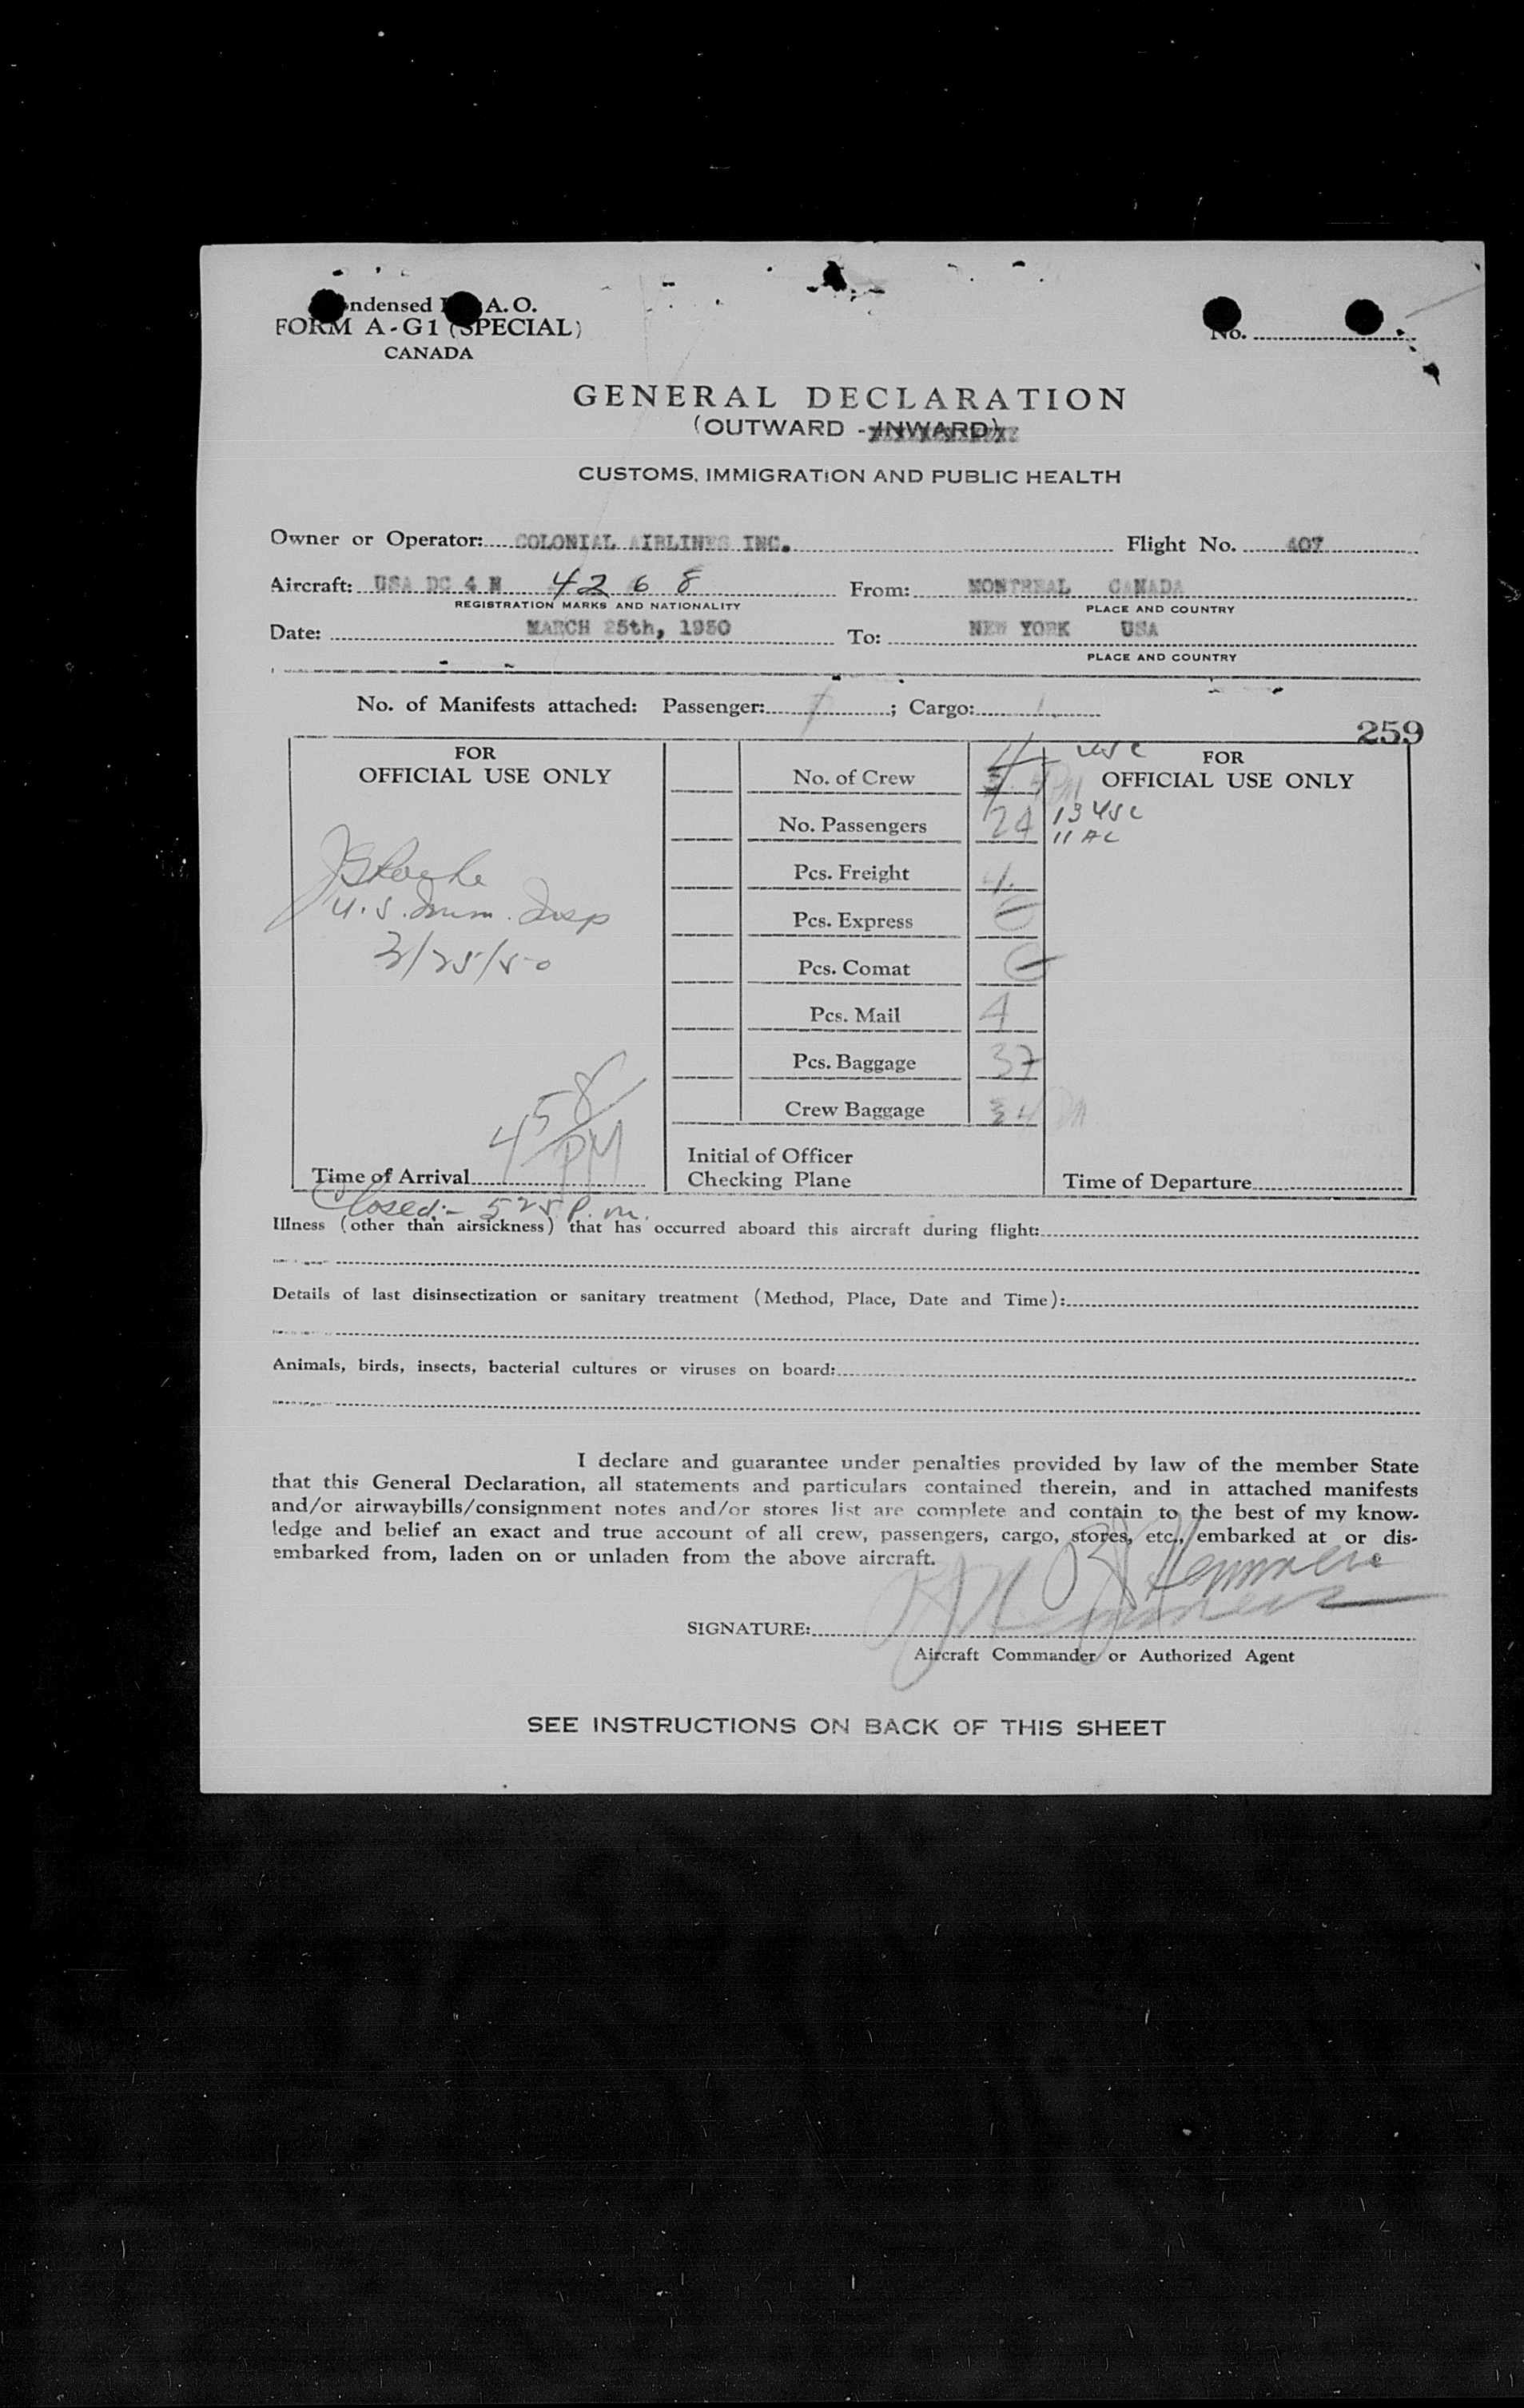 ndensed A. O.
FORM A-G1 (SPECIAL)
CANADA
No.
GENERAL DECLARATION
(OUTWARD - INWARD)
CUSTOMS, IMMIGRATION AND PUBLIC HEALTH
Owner or Operator: COLONIAL AIRLINES INC. Flight No. 407
Aircraft: USA DC 4 N 4268 From: MONTREAL CANADA
REGISTRATION MARKS AND NATIONALITY PLACE AND COUNTRY
Date: MARCH 25th, 1950 To: NEW YORK USA
PLACE AND COUNTRY
No. of Manifests attached: Passenger: 1 ; Cargo: 1
259
FOR
OFFICIAL USE ONLY
U.S. Imm. Insp
3/25/50
458
PM
Time of Arrival
Closed:- 525 P.m.
No. of Crew 4 USC
No. Passengers 24 13 USC
11 AC
Pcs. Freight 1.
Pcs. Express 0
Pcs. Comat 0
Pcs. Mail 4
Pcs. Baggage 37
Crew Baggage 4
Initial of Officer
Checking Plane
FOR
OFFICIAL USE ONLY
Time of Departure
Illness (other than airsickness) that has occurred aboard this aircraft during flight:
Details of last disinsectization or sanitary treatment (Method, Place, Date and Time):
Animals, birds, insects, bacterial cultures or viruses on board:
I declare and guarantee under penalties provided by law of the member State
that this General Declaration, all statements and particulars contained therein, and in attached manifests
and/or airwaybills/consignment notes and/or stores list are complete and contain to the best of my know-
ledge and belief an exact and true account of all crew, passengers, cargo, stores, etc., embarked at or dis-
embarked from, laden on or unladen from the above aircraft.
SIGNATURE:
Aircraft Commander or Authorized Agent
SEE INSTRUCTIONS ON BACK OF THIS SHEET